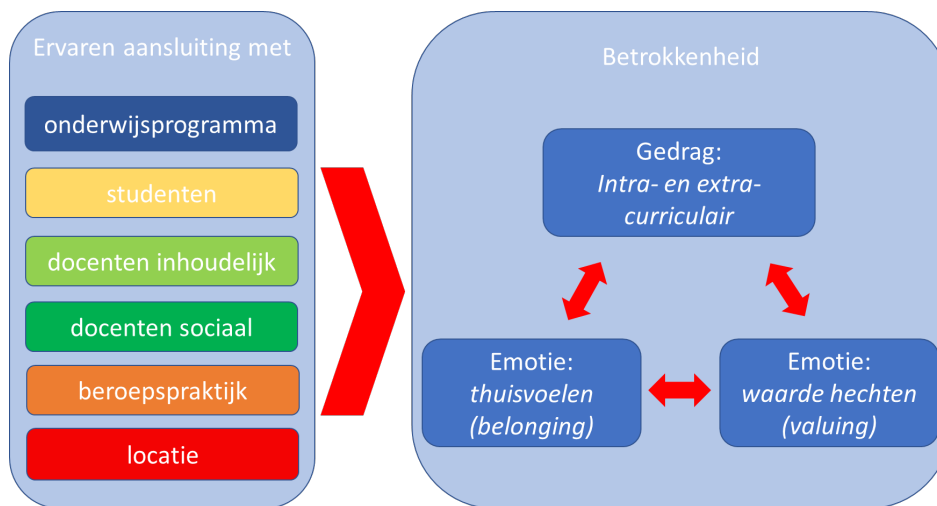 Ervaren aansluiting met
onderwijsprogramma
studenten
docenten inhoudelijk
docenten sociaal
beroepspraktijk
locatie
Betrokkenheid
Gedrag:
Intra- en extra-
curriculair
Emotie:
thuisvoelen
(belonging)
Emotie:
waarde hechten
(valuing)